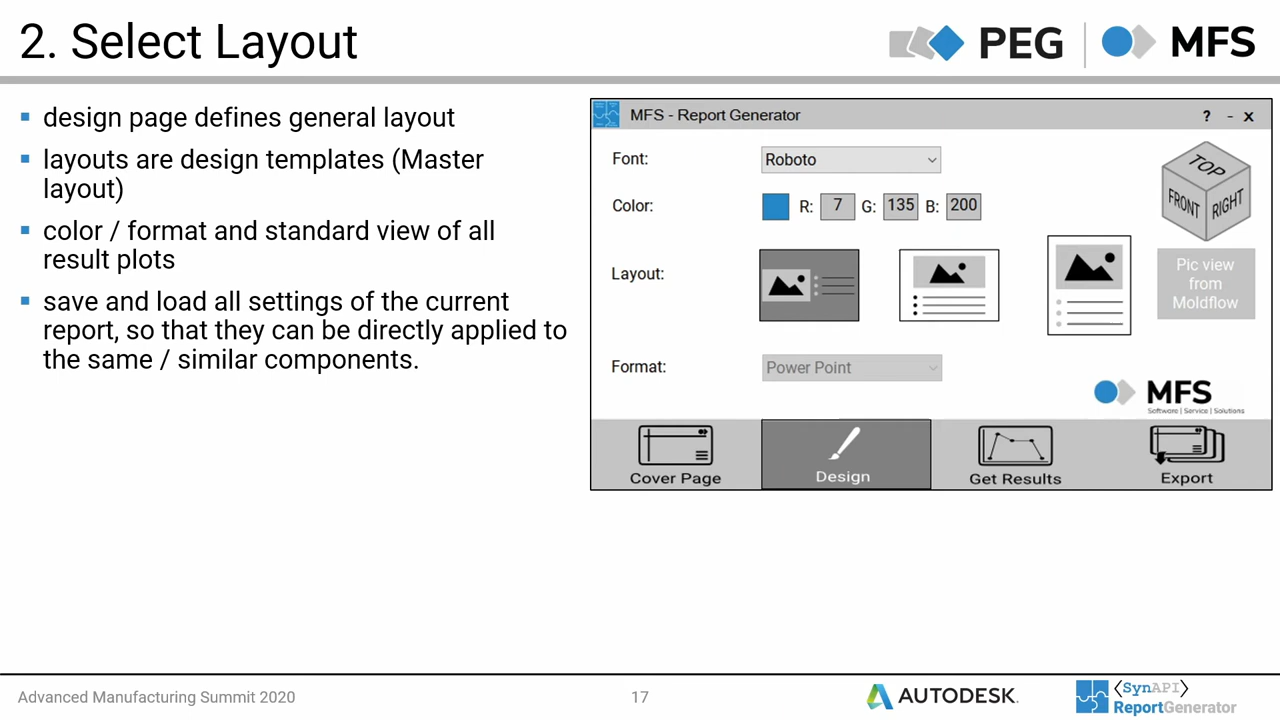 2. Select Layout
PEG
MFS
▪ design page defines general layout
▪ layouts are design templates (Master
layout)
▪ color / format and standard view of all
result plots
▪ save and load all settings of the current
report, so that they can be directly applied to
the same / similar components.
MFS - Report Generator
? - x
Font:
Roboto
Color:
R: 7 G: 135 B: 200
TOP
FRONT
RIGHT
Layout:
Pic view
from
Moldflow
Format:
Power Point
MFS
Software | Service | Solutions
Cover Page
Design
Get Results
Export
Advanced Manufacturing Summit 2020
17
AUTODESK.
<SynAPI>
ReportGenerator